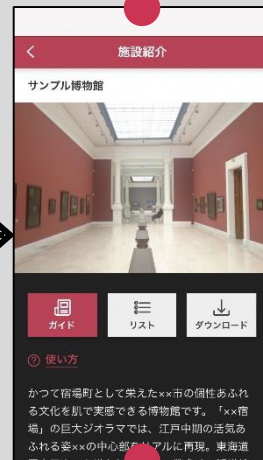 施設紹介
サンプル博物館
ガイド
リスト
ダウンロード
? 使い方
かつて宿場町として栄えた××市の個性あふれ
る文化を肌で実感できる博物館です。「××宿
場」の巨大ジオラマでは、江戸中期の活気あ
ふれる姿××の中心部をリアルに再現。東海道